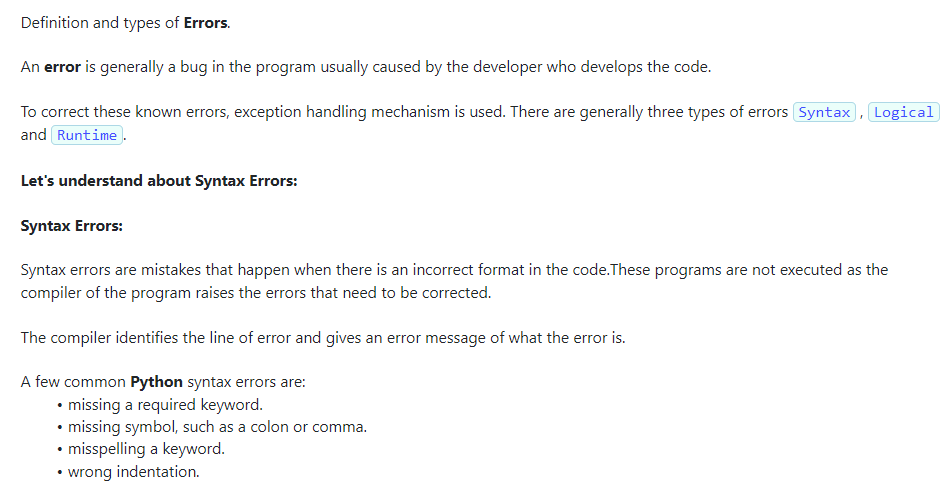 Definition and types of Errors.
An error is generally a bug in the program usually caused by the developer who develops the code.
To correct these known errors, exception handling mechanism is used. There are generally three types of errors Syntax , Logical
and Runtime .
Let's understand about Syntax Errors:
Syntax Errors:
Syntax errors are mistakes that happen when there is an incorrect format in the code.These programs are not executed as the
compiler of the program raises the errors that need to be corrected.
The compiler identifies the line of error and gives an error message of what the error is.
A few common Python syntax errors are:
• missing a required keyword.
• missing symbol, such as a colon or comma.
• misspelling a keyword.
• wrong indentation.